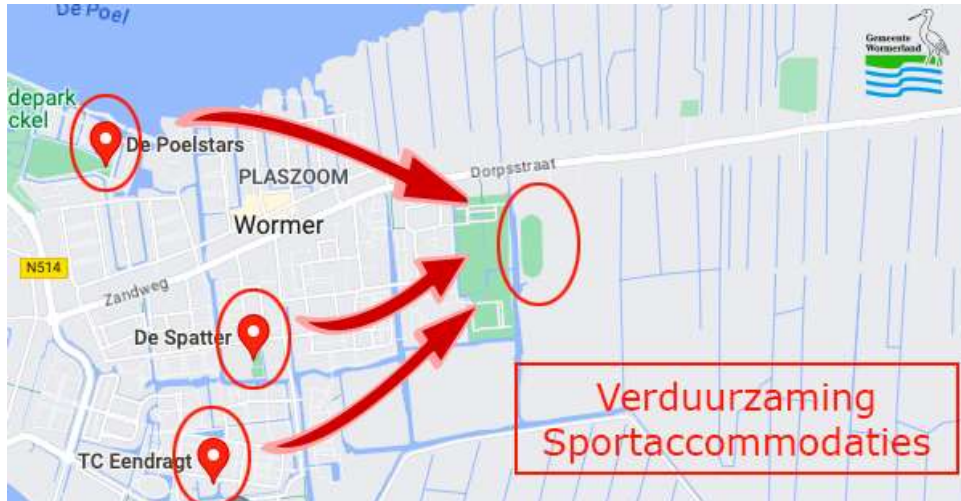 De Poel
Gemeente
Wormerland
depark
ckel
De Poelstars
Dorpsstraat
PLASZOOM
Wormer
N514
Zandweg
De Spatter
TC Eendragt
Verduurzaming
Sportaccommodaties